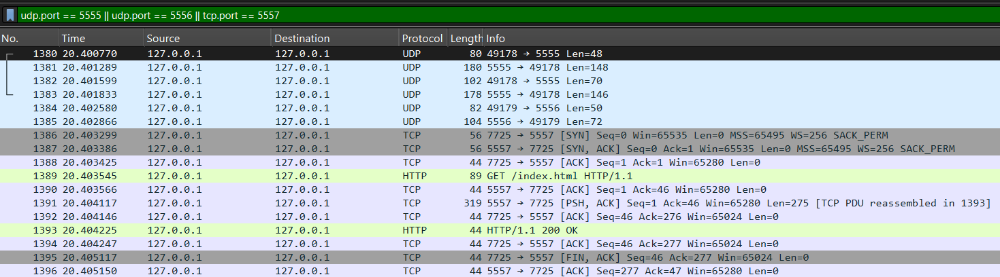 udp.port == 5555 || udp.port == 5556 || tcp.port == 5557
No. Time Source Destination Protocol Length Info
1380 20.400770 127.0.0.1 127.0.0.1 UDP 80 49178 → 5555 Len=48
1381 20.401289 127.0.0.1 127.0.0.1 UDP 180 5555 → 49178 Len=148
1382 20.401599 127.0.0.1 127.0.0.1 UDP 102 49178 → 5555 Len=70
1383 20.401833 127.0.0.1 127.0.0.1 UDP 178 5555 → 49178 Len=146
1384 20.402580 127.0.0.1 127.0.0.1 UDP 82 49179 → 5556 Len=50
1385 20.402866 127.0.0.1 127.0.0.1 UDP 104 5556 → 49179 Len=72
1386 20.403299 127.0.0.1 127.0.0.1 TCP 56 7725 → 5557 [SYN] Seq=0 Win=65535 Len=0 MSS=65495 WS=256 SACK_PERM
1387 20.403386 127.0.0.1 127.0.0.1 TCP 56 5557 → 7725 [SYN, ACK] Seq=0 Ack=1 Win=65535 Len=0 MSS=65495 WS=256 SACK_PERM
1388 20.403425 127.0.0.1 127.0.0.1 TCP 44 7725 → 5557 [ACK] Seq=1 Ack=1 Win=65280 Len=0
1389 20.403545 127.0.0.1 127.0.0.1 HTTP 89 GET /index.html HTTP/1.1
1390 20.403566 127.0.0.1 127.0.0.1 TCP 44 5557 → 7725 [ACK] Seq=1 Ack=46 Win=65280 Len=0
1391 20.404117 127.0.0.1 127.0.0.1 TCP 319 5557 → 7725 [PSH, ACK] Seq=1 Ack=46 Win=65280 Len=275 [TCP PDU reassembled in 1393]
1392 20.404146 127.0.0.1 127.0.0.1 TCP 44 7725 → 5557 [ACK] Seq=46 Ack=276 Win=65024 Len=0
1393 20.404225 127.0.0.1 127.0.0.1 HTTP 44 HTTP/1.1 200 OK
1394 20.404247 127.0.0.1 127.0.0.1 TCP 44 7725 → 5557 [ACK] Seq=46 Ack=277 Win=65024 Len=0
1395 20.405117 127.0.0.1 127.0.0.1 TCP 44 7725 → 5557 [FIN, ACK] Seq=46 Ack=277 Win=65024 Len=0
1396 20.405150 127.0.0.1 127.0.0.1 TCP 44 5557 → 7725 [ACK] Seq=277 Ack=47 Win=65280 Len=0